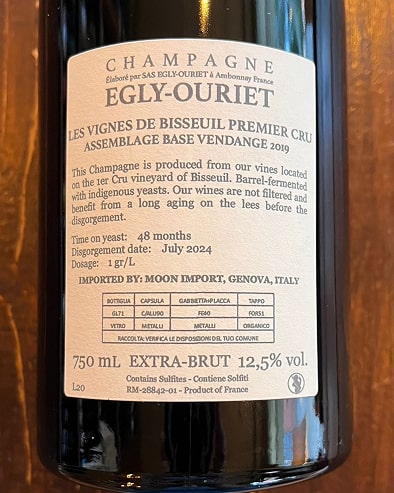 CHAMPAGNE
Élaboré par SAS EGLY-OURIET à Ambonnay France
EGLY-OURIET
LES VIGNES DE BISSEUIL PREMIER CRU
ASSEMBLAGE BASE VENDANGE 2019
This Champagne is produced from our vines located
on the 1er Cru vineyard of Bisseuil. Barrel-fermented
with indigenous yeasts. Our wines are not filtered and
benefit from a long aging on the lees before the
disgorgement.
Time on yeast: 48 months
Disgorgement date: July 2024
Dosage: 1 gr/L
IMPORTED BY: MOON IMPORT, GENOVA, ITALY
BOTTIGLIA CAPSULA GABBIETTA+PLACCA TAPPO
GL71 C/ALU90 FE40 FOR51
VETRO METALLI METALLI ORGANICO
RACCOLTA: VERIFICA LE DISPOSIZIONI DEL TUO COMUNE
750 mL EXTRA-BRUT 12,5% vol.
Contains Sulfites - Contiene Solfiti
L20 RM-28842-01 - Product of France